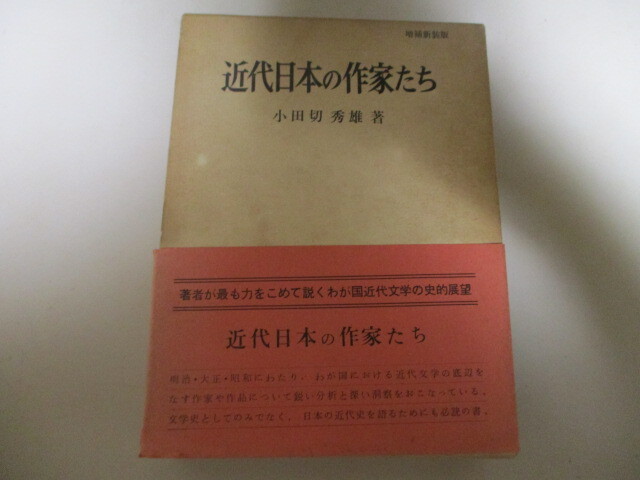 増補新装版
近代日本の作家たち
小田切秀雄著
著者が最も力をこめて説くわが国近代文学の史的展望
近代日本の作家たち
明治・大正・昭和にわたり、わが国における近代文学の底辺を
なす作家や作品について鋭い分析と深い洞察をおこなっている。
文学史としてのみでなく、日本の近代史を語るためにも必読の書。